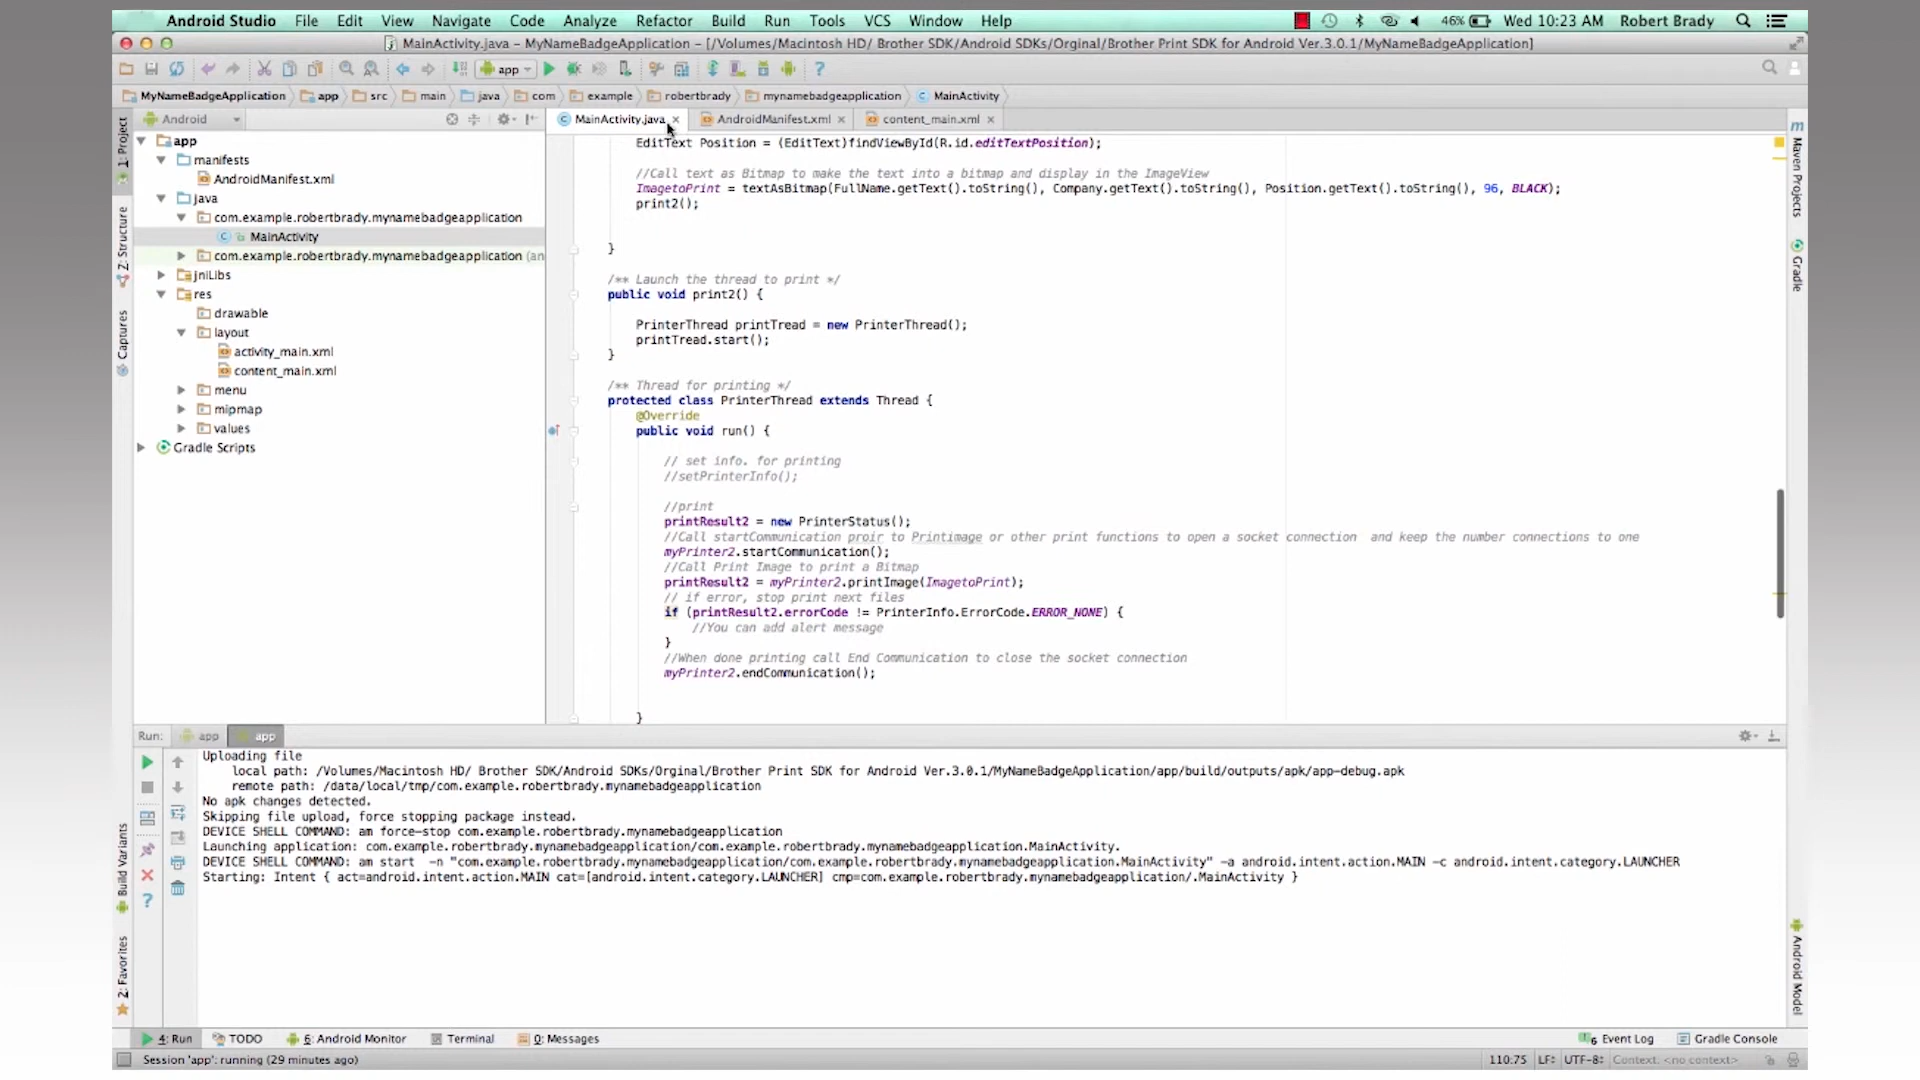 Android Studio File Edit View Navigate Code Analyze Refactor Build Run Tools VCS Window Help 46% Wed 10:23 AM Robert Brady
MainActivity.java – MyNameBadgeApplication – [/Volumes/Macintosh HD/ Brother SDK/Android SDKs/Orginal/Brother Print SDK for Android Ver.3.0.1/MyNameBadgeApplication]
app
MyNameBadgeApplication app src main java com example robertbrady mynamebadgeapplication MainActivity
Android
MainActivity.java AndroidManifest.xml content_main.xml
1: Project
Z: Structure
Captures
Build Variants
2: Favorites
app
manifests
AndroidManifest.xml
java
com.example.robertbrady.mynamebadgeapplication
MainActivity
com.example.robertbrady.mynamebadgeapplication (an
jniLibs
res
drawable
layout
activity_main.xml
content_main.xml
menu
mipmap
values
Gradle Scripts
EditText Position = (EditText)findViewById(R.id.editTextPosition);
//Call text as Bitmap to make the text into a bitmap and display in the ImageView
ImagetoPrint = textAsBitmap(FullName.getText().toString(), Company.getText().toString(), Position.getText().toString(), 96, BLACK);
print2();
}
/** Launch the thread to print */
public void print2() {
PrinterThread printTread = new PrinterThread();
printTread.start();
}
/** Thread for printing */
protected class PrinterThread extends Thread {
@Override
public void run() {
// set info. for printing
//setPrinterInfo();
//print
printResult2 = new PrinterStatus();
//Call startCommunication proir to Printimage or other print functions to open a socket connection  and keep the number connections to one
myPrinter2.startCommunication();
//Call Print Image to print a Bitmap
printResult2 = myPrinter2.printImage(ImagetoPrint);
// if error, stop print next files
if (printResult2.errorCode != PrinterInfo.ErrorCode.ERROR_NONE) {
//You can add alert message
}
//When done printing call End Communication to close the socket connection
myPrinter2.endCommunication();
}
m Maven Projects
Gradle
Android Model
Run: app app
Uploading file
local path: /Volumes/Macintosh HD/ Brother SDK/Android SDKs/Orginal/Brother Print SDK for Android Ver.3.0.1/MyNameBadgeApplication/app/build/outputs/apk/app-debug.apk
remote path: /data/local/tmp/com.example.robertbrady.mynamebadgeapplication
No apk changes detected.
Skipping file upload, force stopping package instead.
DEVICE SHELL COMMAND: am force-stop com.example.robertbrady.mynamebadgeapplication
Launching application: com.example.robertbrady.mynamebadgeapplication/com.example.robertbrady.mynamebadgeapplication.MainActivity.
DEVICE SHELL COMMAND: am start  -n "com.example.robertbrady.mynamebadgeapplication/com.example.robertbrady.mynamebadgeapplication.MainActivity" -a android.intent.action.MAIN -c android.intent.category.LAUNCHER
Starting: Intent { act=android.intent.action.MAIN cat=[android.intent.category.LAUNCHER] cmp=com.example.robertbrady.mynamebadgeapplication/.MainActivity }
4: Run TODO 6: Android Monitor Terminal 0: Messages 6 Event Log Gradle Console
Session 'app': running (29 minutes ago) 110:75 LF÷ UTF-8÷ Context: <no context>